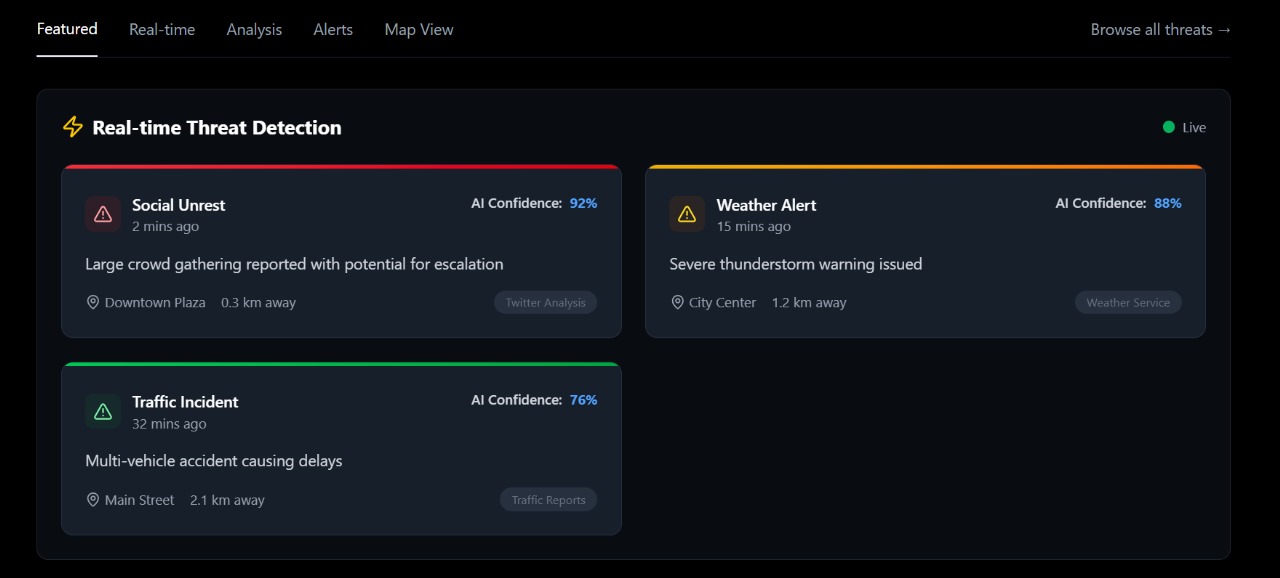 Featured Real-time Analysis Alerts Map View Browse all threats →
Real-time Threat Detection Live
Social Unrest AI Confidence: 92%
2 mins ago
Large crowd gathering reported with potential for escalation
Downtown Plaza 0.3 km away Twitter Analysis
Weather Alert AI Confidence: 88%
15 mins ago
Severe thunderstorm warning issued
City Center 1.2 km away Weather Service
Traffic Incident AI Confidence: 76%
32 mins ago
Multi-vehicle accident causing delays
Main Street 2.1 km away Traffic Reports